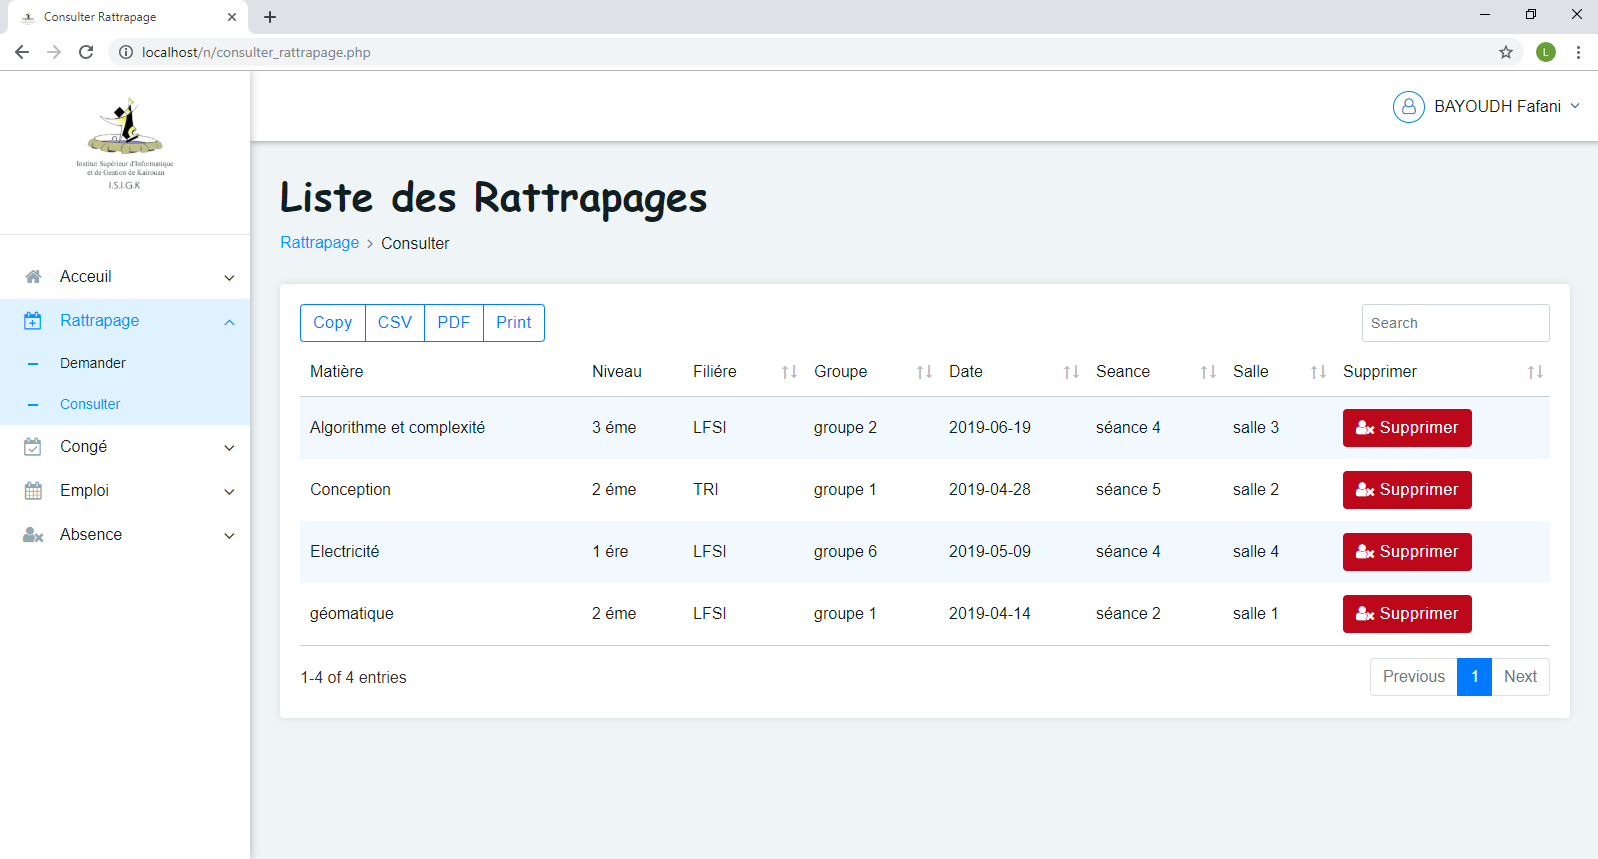 Consulter Rattrapage
localhost/n/consulter_rattrapage.php
L
Institut Supérieur d'Informatique
et de Gestion de Kairouan
I.S.I.G.K
BAYOUDH Fafani
Acceuil
Rattrapage
Demander
Consulter
Congé
Emploi
Absence
Liste des Rattrapages
Rattrapage > Consulter
Copy CSV PDF Print Search
Matière Niveau Filiére Groupe Date Seance Salle Supprimer
Algorithme et complexité 3 éme LFSI groupe 2 2019-06-19 séance 4 salle 3 Supprimer
Conception 2 éme TRI groupe 1 2019-04-28 séance 5 salle 2 Supprimer
Electricité 1 ére LFSI groupe 6 2019-05-09 séance 4 salle 4 Supprimer
géomatique 2 éme LFSI groupe 1 2019-04-14 séance 2 salle 1 Supprimer
1-4 of 4 entries Previous 1 Next